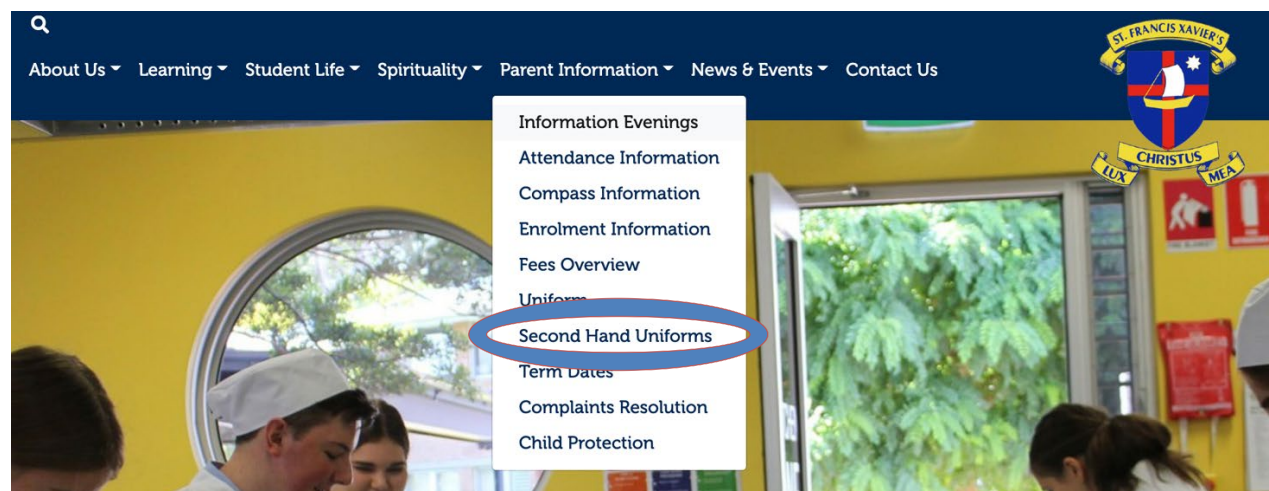 About Us Learning Student Life Spirituality Parent Information News & Events Contact Us
ST. FRANCIS XAVIER'S
LUX CHRISTUS MEA
Information Evenings
Attendance Information
Compass Information
Enrolment Information
Fees Overview
Uniform
Second Hand Uniforms
Term Dates
Complaints Resolution
Child Protection
FIRE BLANKET